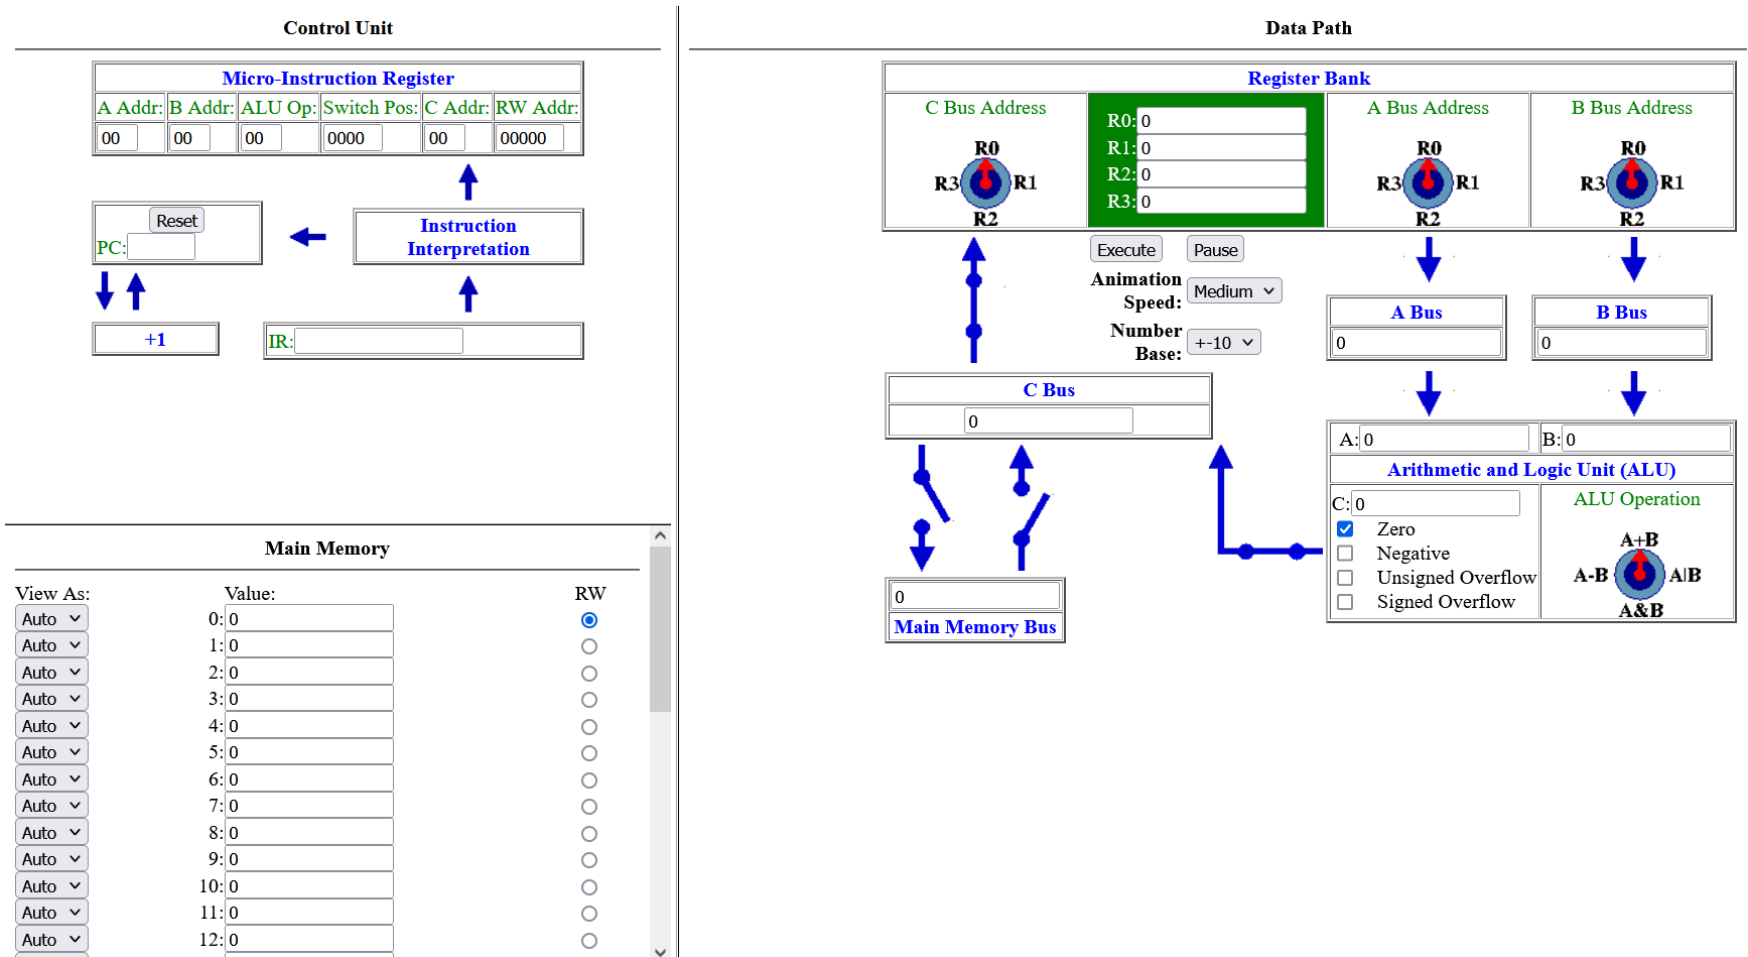 Control Unit
Micro-Instruction Register
A Addr: B Addr: ALU Op: Switch Pos: C Addr: RW Addr:
00 00 00 0000 00 00000
Reset
PC:
Instruction
Interpretation
+1
IR:
Main Memory
View As: Value: RW
Auto 0: 0
Auto 1: 0
Auto 2: 0
Auto 3: 0
Auto 4: 0
Auto 5: 0
Auto 6: 0
Auto 7: 0
Auto 8: 0
Auto 9: 0
Auto 10: 0
Auto 11: 0
Auto 12: 0
Data Path
Register Bank
C Bus Address
R0
R3 R1
R2
R0: 0
R1: 0
R2: 0
R3: 0
A Bus Address
R0
R3 R1
R2
B Bus Address
R0
R3 R1
R2
Execute Pause
Animation
Speed: Medium
Number
Base: +-10
A Bus
0
B Bus
0
C Bus
0
A: 0 B: 0
Arithmetic and Logic Unit (ALU)
C: 0
Zero
Negative
Unsigned Overflow
Signed Overflow
ALU Operation
A+B
A-B A|B
A&B
0
Main Memory Bus